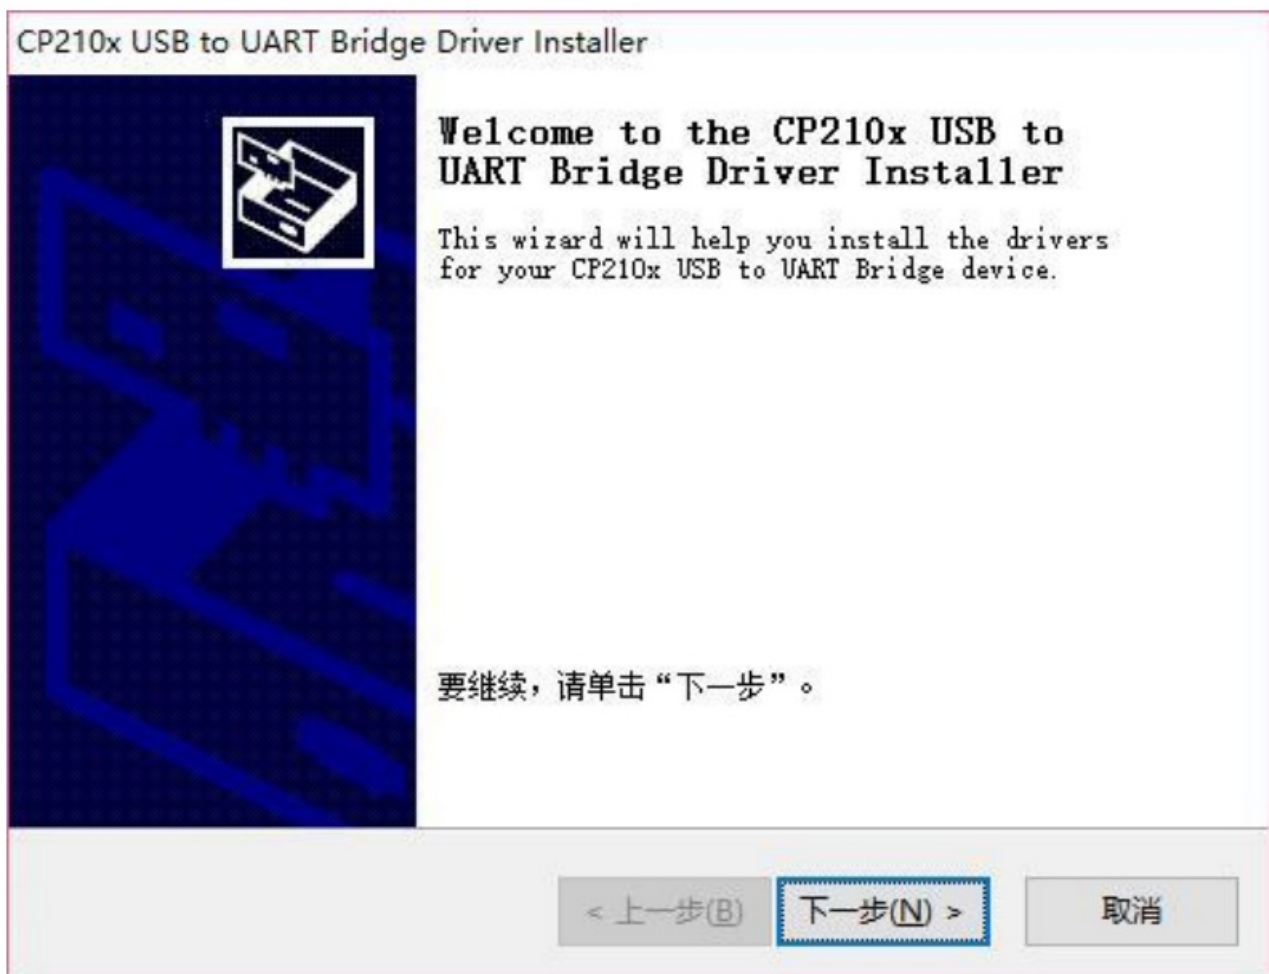 CP210x USB to UART Bridge Driver Installer
Welcome to the CP210x USB to
UART Bridge Driver Installer
This wizard will help you install the drivers
for your CP210x USB to UART Bridge device.
要继续，请单击“下一步”。
< 上一步(B)
下一步(N) >
取消